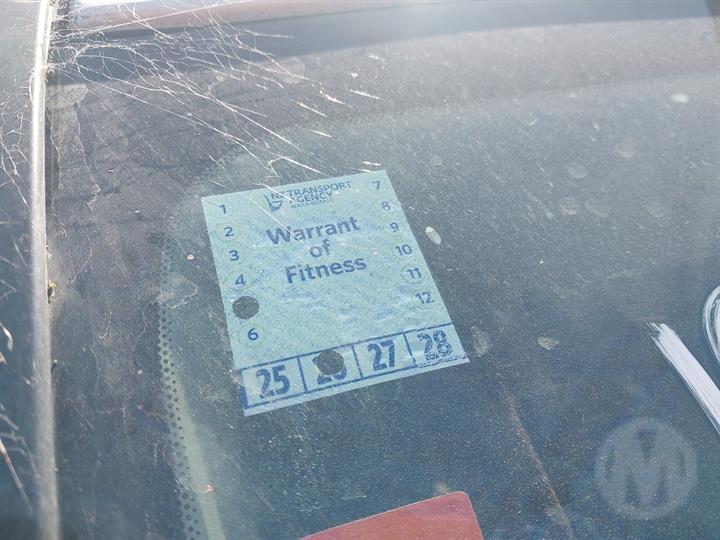 NZ TRANSPORT
AGENCY
WAKA KOTAHI
Warrant
of
Fitness
1
2
3
4
6
7
8
9
10
11
12
25 27 28
M